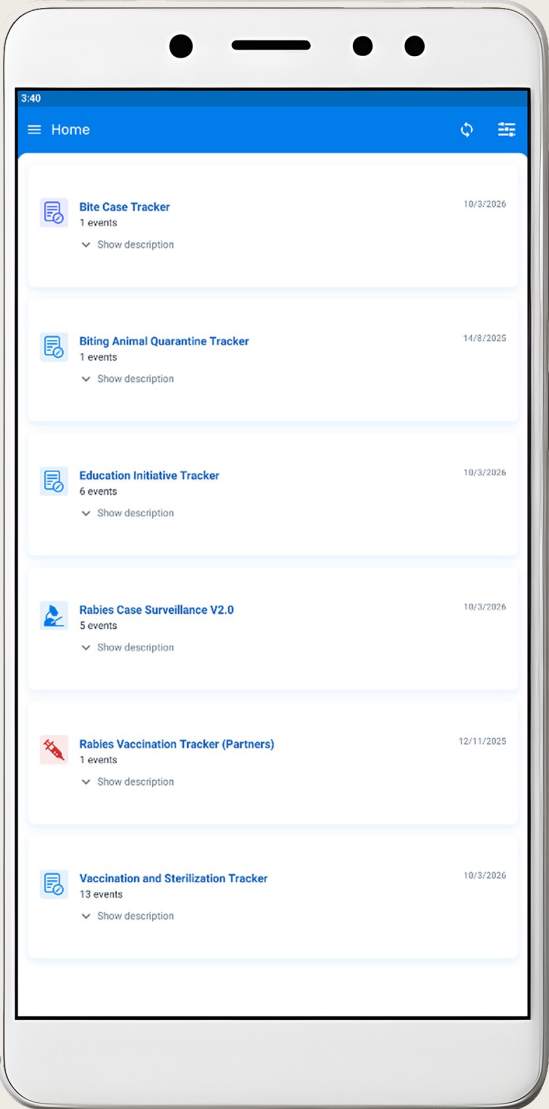 3:40
Home
Bite Case Tracker
10/3/2026
1 events
Show description
Biting Animal Quarantine Tracker
14/8/2025
1 events
Show description
Education Initiative Tracker
10/3/2026
6 events
Show description
Rabies Case Surveillance V2.0
10/3/2026
5 events
Show description
Rabies Vaccination Tracker (Partners)
12/11/2025
1 events
Show description
Vaccination and Sterilization Tracker
10/3/2026
13 events
Show description